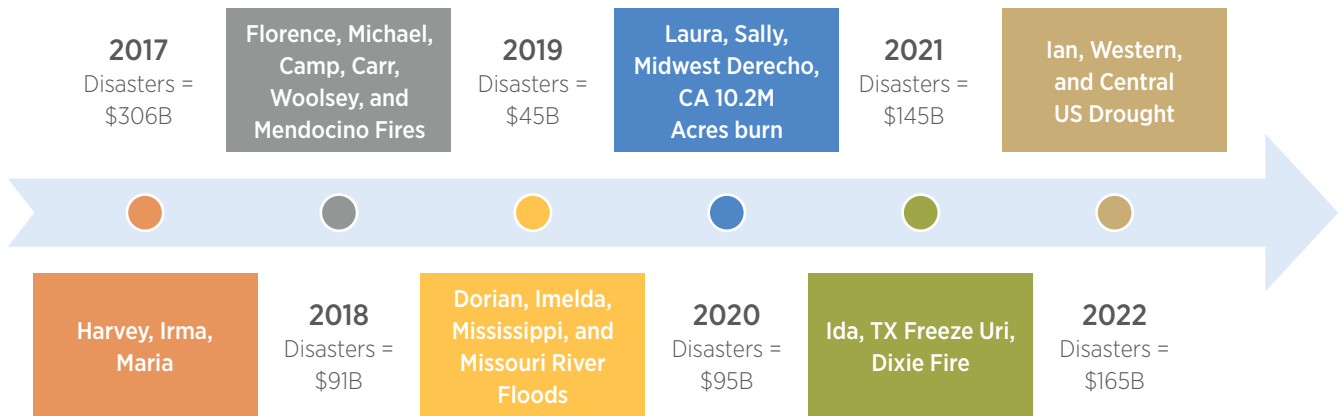 2017
Disasters =
$306B
Florence, Michael,
Camp, Carr,
Woolsey, and
Mendocino Fires
2019
Disasters =
$45B
Laura, Sally,
Midwest Derecho,
CA 10.2M
Acres burn
2021
Disasters =
$145B
Ian, Western,
and Central
US Drought
Harvey, Irma,
Maria
2018
Disasters =
$91B
Dorian, Imelda,
Mississippi, and
Missouri River
Floods
2020
Disasters =
$95B
Ida, TX Freeze Uri,
Dixie Fire
2022
Disasters =
$165B